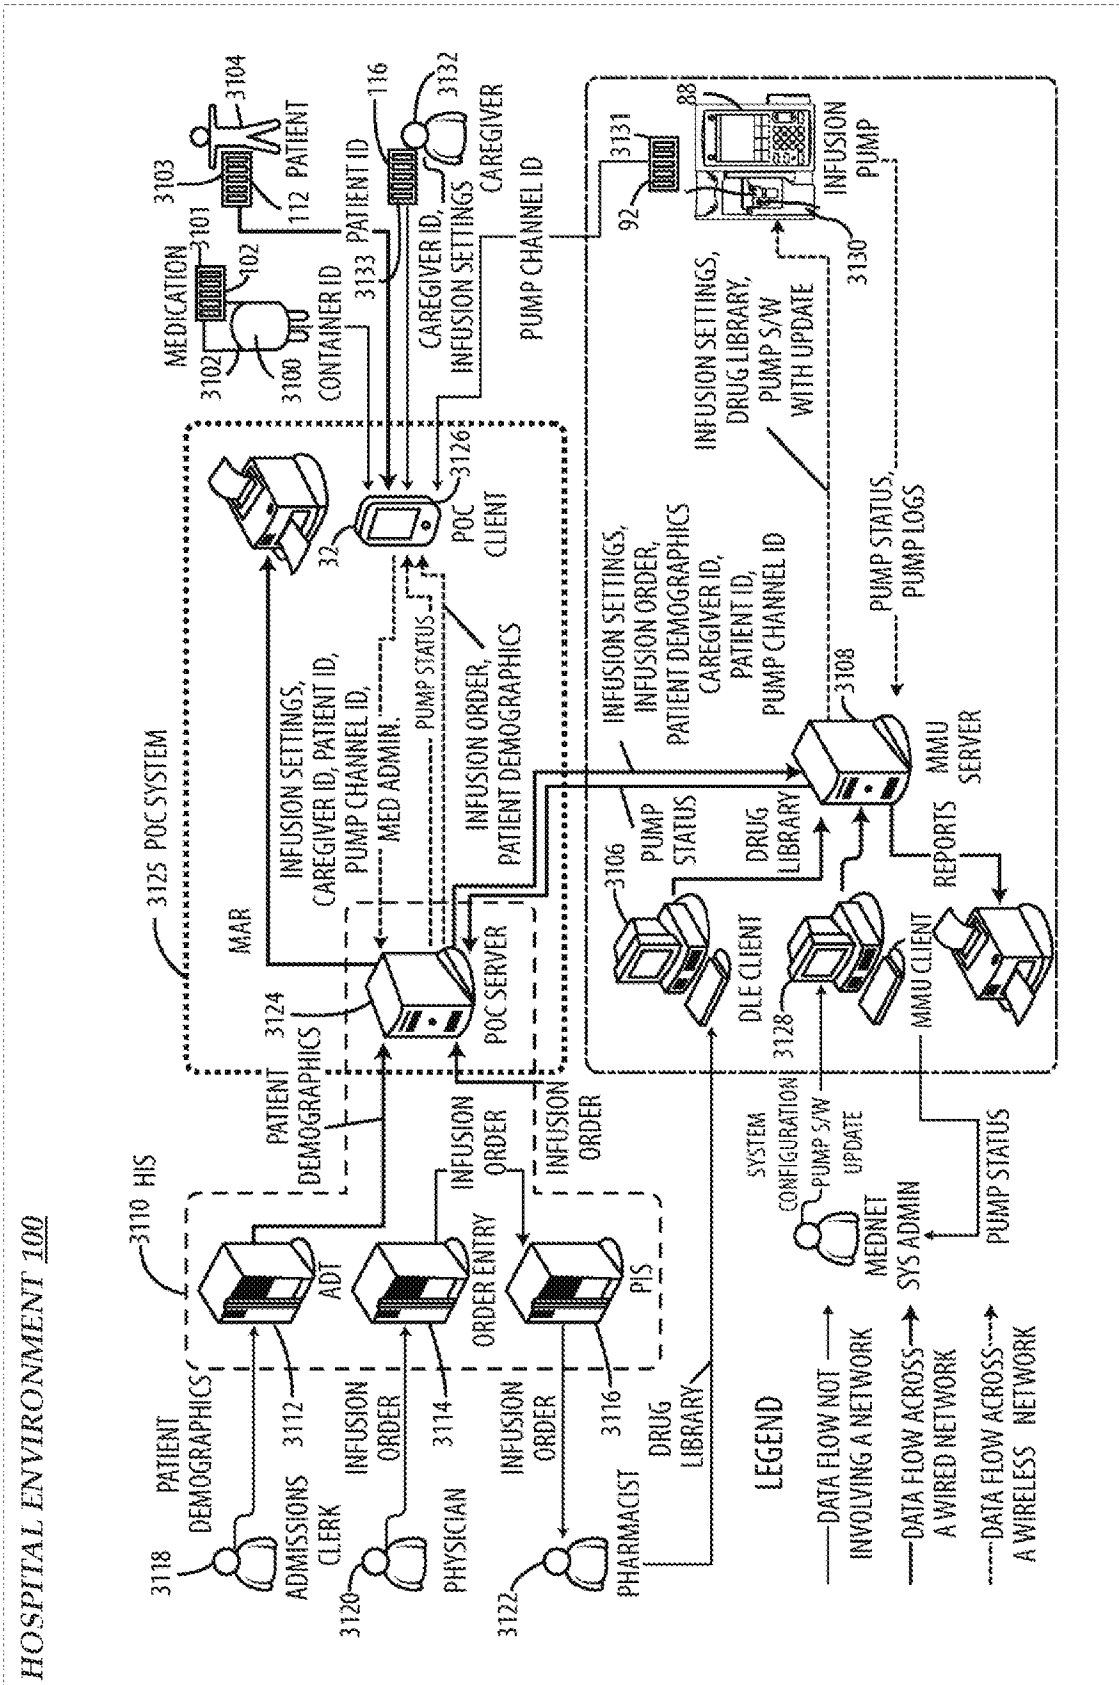 HOSPITAL ENVIRONMENT 100
3125 POC SYSTEM
3110 HIS
3118
ADMISSIONS
CLERK
PATIENT
DEMOGRAPHICS
3112
ADT
3120
PHYSICIAN
INFUSION
ORDER
3114
ORDER ENTRY
3122
PHARMACIST
INFUSION
ORDER
3116
PIS
PATIENT
DEMOGRAPHICS
INFUSION
ORDER
INFUSION
ORDER
3124
POC SERVER
MAR
INFUSION SETTINGS,
CAREGIVER ID, PATIENT ID,
PUMP CHANNEL ID,
MED ADMIN.
PUMP STATUS
INFUSION ORDER,
PATIENT DEMOGRAPHICS
32
3126
POC
CLIENT
MEDICATION
3101
102
3102
3100
CONTAINER ID
3103
3104
112
PATIENT
PATIENT ID
3133
116
3132
CAREGIVER
CAREGIVER ID,
INFUSION SETTINGS
PUMP CHANNEL ID
92
3131
88
INFUSION
PUMP
3130
DRUG
LIBRARY
3106
DLE CLIENT
PUMP
STATUS
DRUG
LIBRARY
INFUSION SETTINGS,
INFUSION ORDER,
PATIENT DEMOGRAPHICS
CAREGIVER ID,
PATIENT ID,
PUMP CHANNEL ID
INFUSION SETTINGS,
DRUG LIBRARY,
PUMP S/W
WITH UPDATE
3108
MMU
SERVER
PUMP STATUS,
PUMP LOGS
SYSTEM
CONFIGURATION
PUMP S/W
UPDATE
3128
MMU CLIENT
REPORTS
MEDNET
SYS ADMIN
PUMP STATUS
LEGEND
DATA FLOW NOT
INVOLVING A NETWORK
DATA FLOW ACROSS
A WIRED NETWORK
DATA FLOW ACROSS
A WIRELESS NETWORK